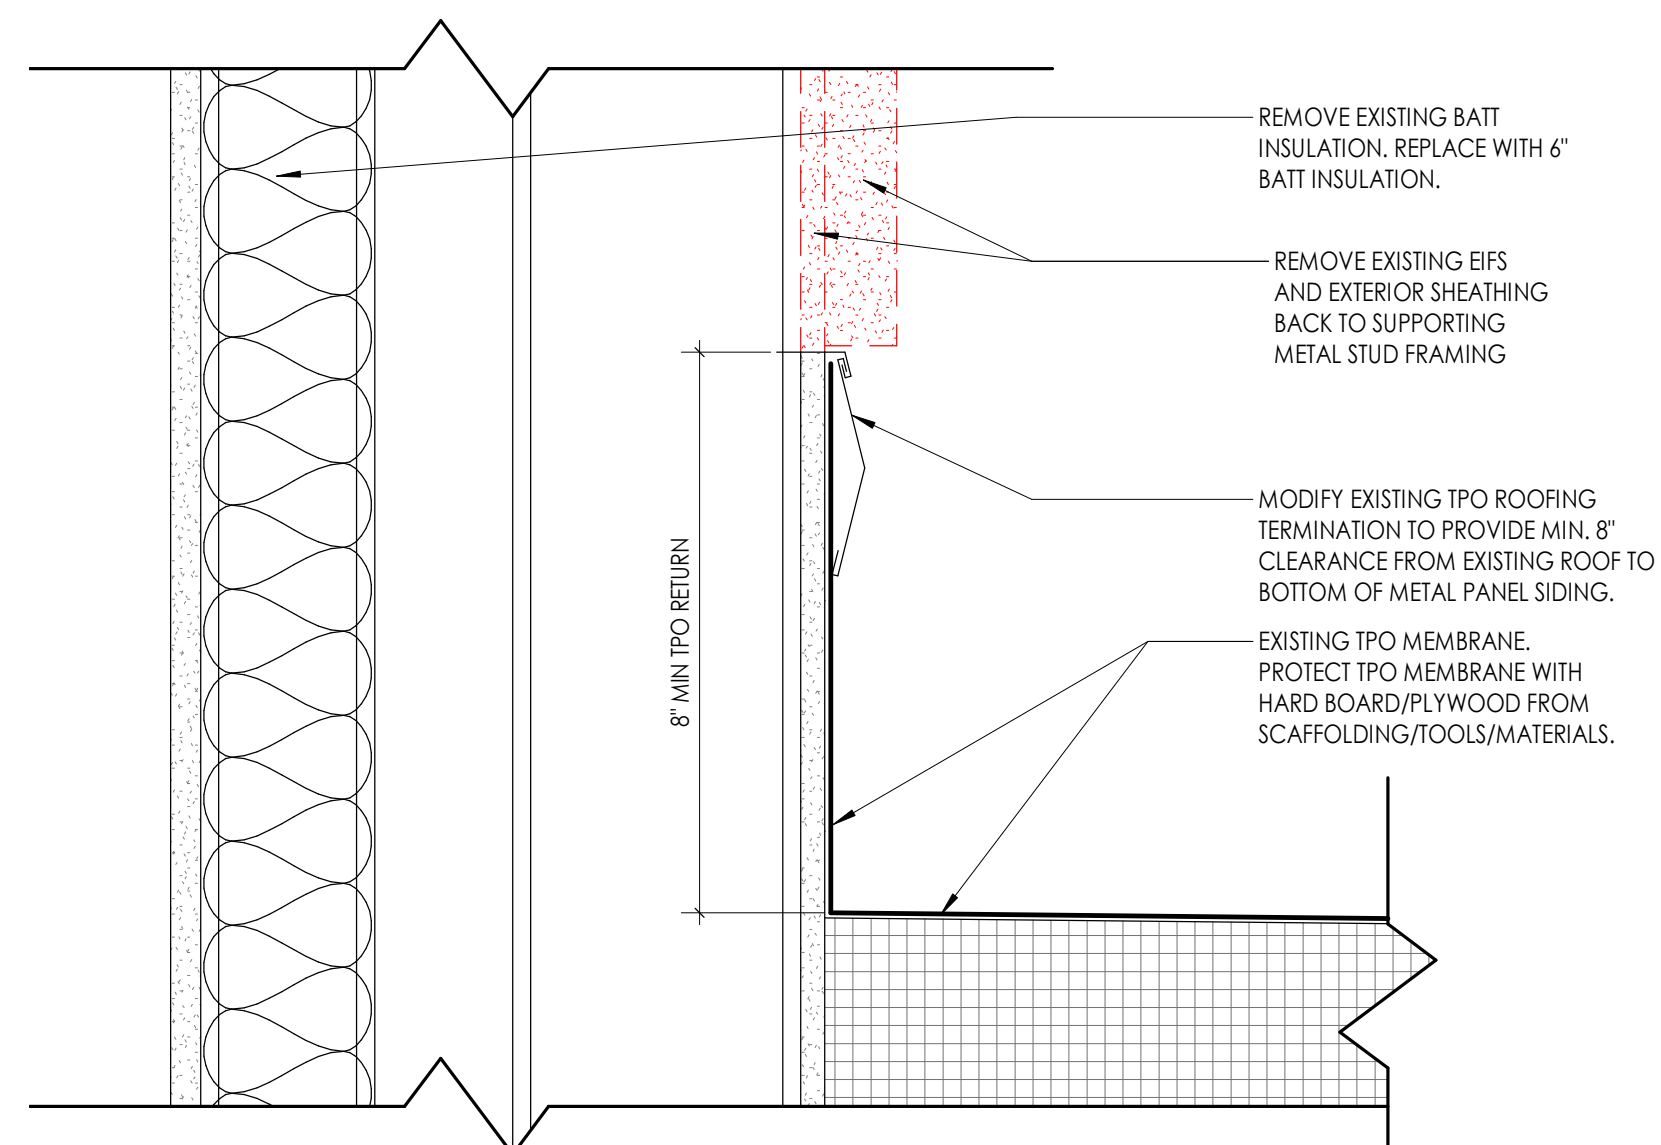 REMOVE EXISTING BATT
INSULATION. REPLACE WITH 6"
BATT INSULATION.
REMOVE EXISTING EIFS
AND EXTERIOR SHEATHING
BACK TO SUPPORTING
METAL STUD FRAMING
MODIFY EXISTING TPO ROOFING
TERMINATION TO PROVIDE MIN. 8"
CLEARANCE FROM EXISTING ROOF TO
BOTTOM OF METAL PANEL SIDING.
8" MIN TPO RETURN
EXISTING TPO MEMBRANE.
PROTECT TPO MEMBRANE WITH
HARD BOARD/PLYWOOD FROM
SCAFFOLDING/TOOLS/MATERIALS.